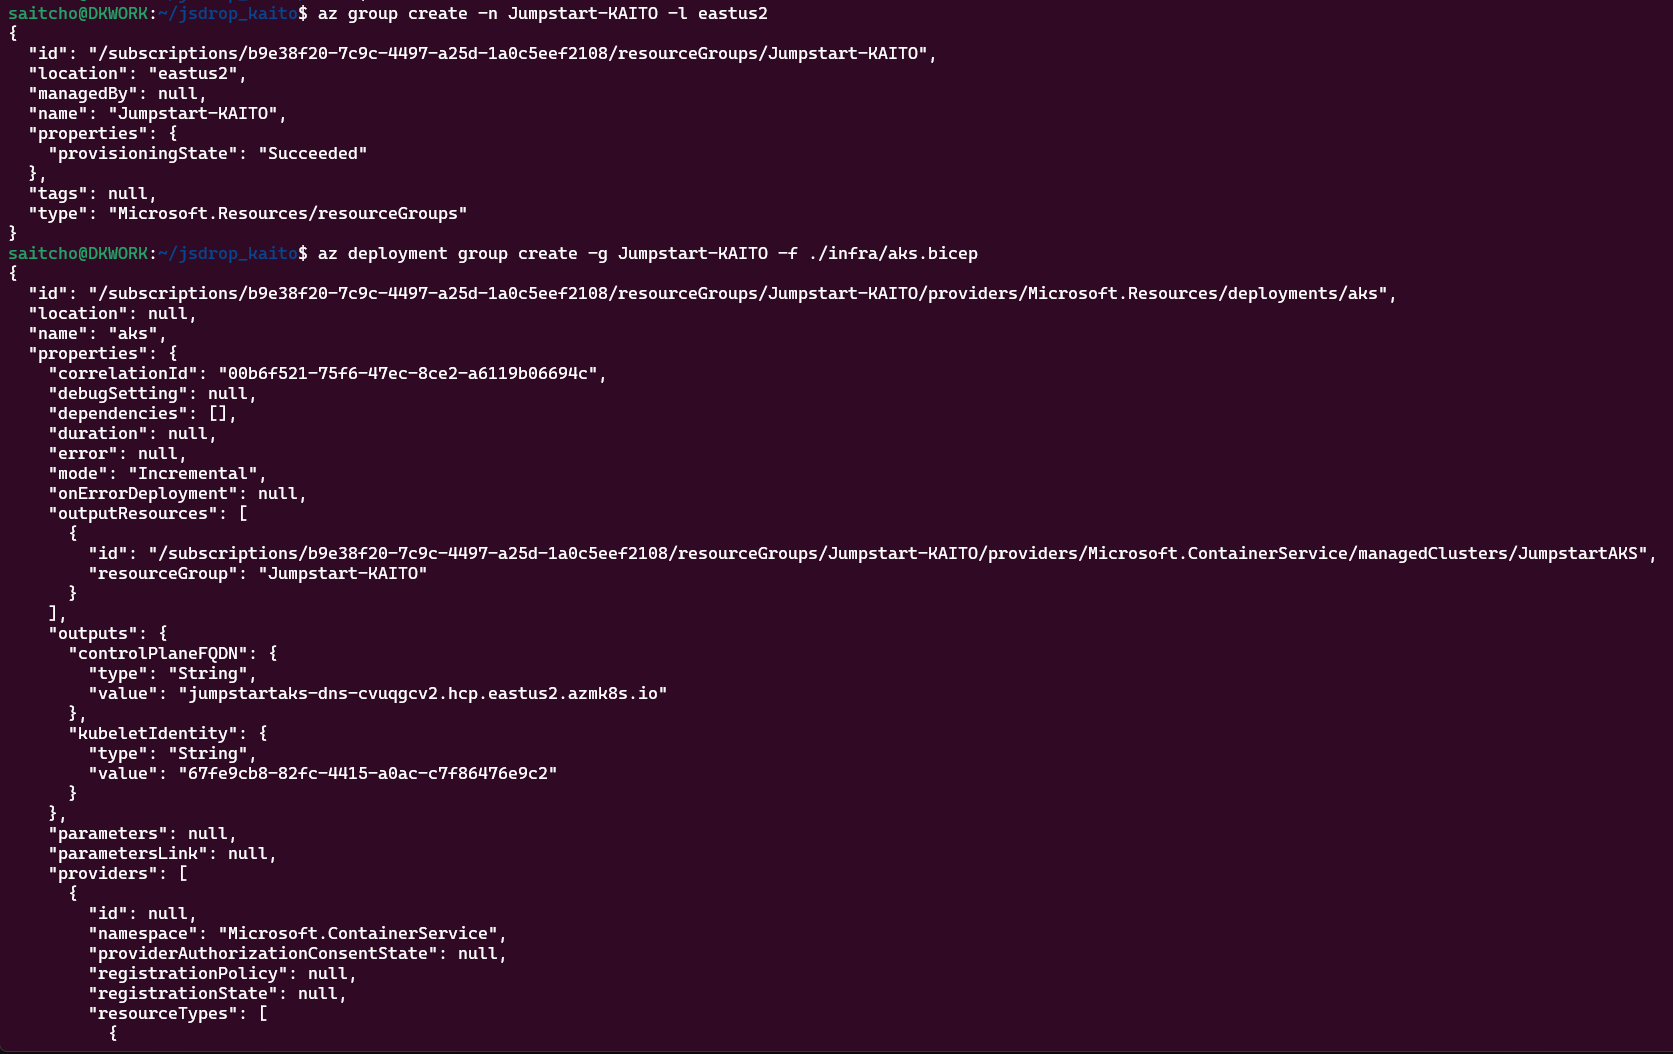 saitcho@DKWORK:~/jsdrop_kaito$ az group create -n Jumpstart-KAITO -l eastus2
{
  "id": "/subscriptions/b9e38f20-7c9c-4497-a25d-1a0c5eef2108/resourceGroups/Jumpstart-KAITO",
  "location": "eastus2",
  "managedBy": null,
  "name": "Jumpstart-KAITO",
  "properties": {
    "provisioningState": "Succeeded"
  },
  "tags": null,
  "type": "Microsoft.Resources/resourceGroups"
}
saitcho@DKWORK:~/jsdrop_kaito$ az deployment group create -g Jumpstart-KAITO -f ./infra/aks.bicep
{
  "id": "/subscriptions/b9e38f20-7c9c-4497-a25d-1a0c5eef2108/resourceGroups/Jumpstart-KAITO/providers/Microsoft.Resources/deployments/aks",
  "location": null,
  "name": "aks",
  "properties": {
    "correlationId": "00b6f521-75f6-47ec-8ce2-a6119b06694c",
    "debugSetting": null,
    "dependencies": [],
    "duration": null,
    "error": null,
    "mode": "Incremental",
    "onErrorDeployment": null,
    "outputResources": [
      {
        "id": "/subscriptions/b9e38f20-7c9c-4497-a25d-1a0c5eef2108/resourceGroups/Jumpstart-KAITO/providers/Microsoft.ContainerService/managedClusters/JumpstartAKS",
        "resourceGroup": "Jumpstart-KAITO"
      }
    ],
    "outputs": {
      "controlPlaneFQDN": {
        "type": "String",
        "value": "jumpstartaks-dns-cvuqgcv2.hcp.eastus2.azmk8s.io"
      },
      "kubeletIdentity": {
        "type": "String",
        "value": "67fe9cb8-82fc-4415-a0ac-c7f86476e9c2"
      }
    },
    "parameters": null,
    "parametersLink": null,
    "providers": [
      {
        "id": null,
        "namespace": "Microsoft.ContainerService",
        "providerAuthorizationConsentState": null,
        "registrationPolicy": null,
        "registrationState": null,
        "resourceTypes": [
          {